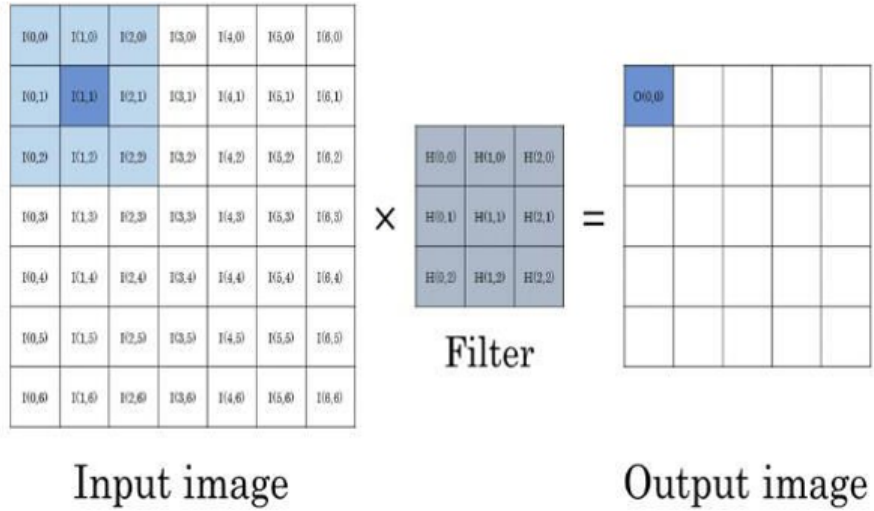 I(0,0) I(1,0) I(2,0) I(3,0) I(4,0) I(5,0) I(6,0)
I(0,1) I(1,1) I(2,1) I(3,1) I(4,1) I(5,1) I(6,1)
O(0,0)
I(0,2) I(1,2) I(2,2) I(3,2) I(4,2) I(5,2) I(6,2)
H(0,0) H(1,0) H(2,0)
I(0,3) I(1,3) I(2,3) I(3,3) I(4,3) I(5,3) I(6,3)
× H(0,1) H(1,1) H(2,1) =
I(0,4) I(1,4) I(2,4) I(3,4) I(4,4) I(5,4) I(6,4)
H(0,2) H(1,2) H(2,2)
I(0,5) I(1,5) I(2,5) I(3,5) I(4,5) I(5,5) I(6,5)
Filter
I(0,6) I(1,6) I(2,6) I(3,6) I(4,6) I(5,6) I(6,6)
Input image
Output image